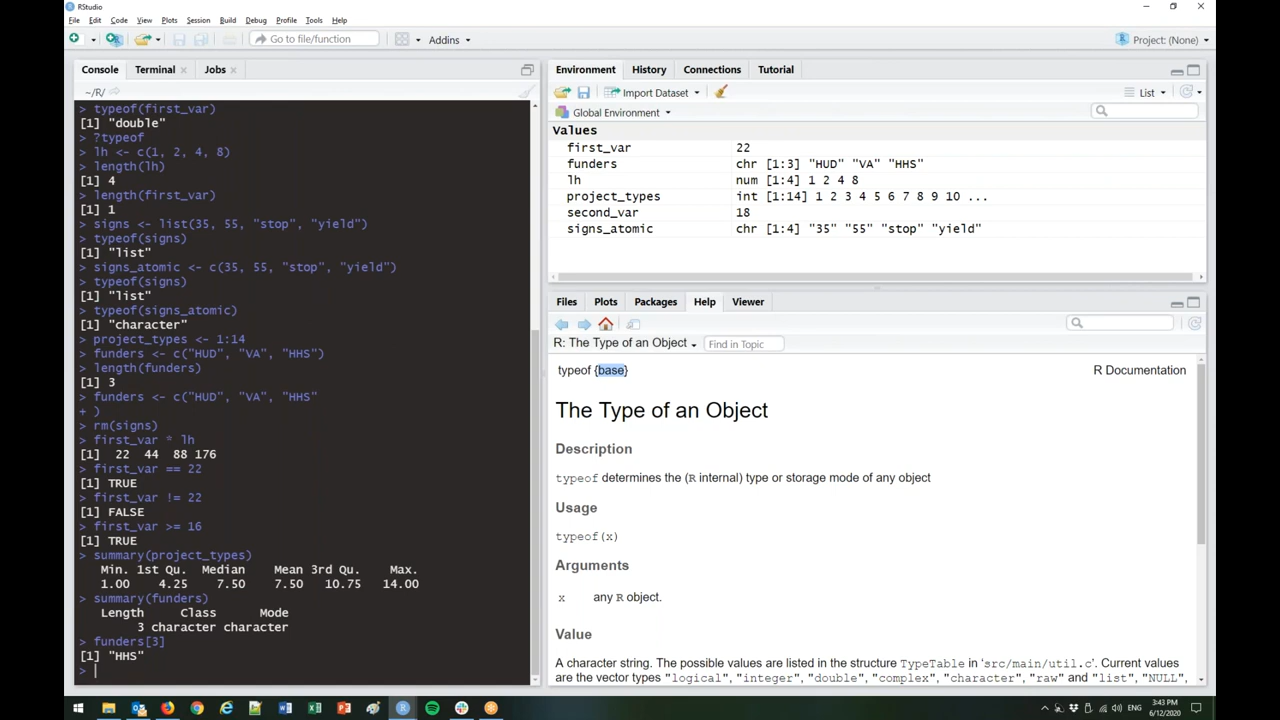 RStudio
File Edit Code View Plots Session Build Debug Profile Tools Help
Go to file/function
Addins
Project: (None)
Console Terminal Jobs
~/R/
> typeof(first_var)
[1] "double"
> ?typeof
> lh <- c(1, 2, 4, 8)
> length(lh)
[1] 4
> length(first_var)
[1] 1
> signs <- list(35, 55, "stop", "yield")
> typeof(signs)
[1] "list"
> signs_atomic <- c(35, 55, "stop", "yield")
> typeof(signs)
[1] "list"
> typeof(signs_atomic)
[1] "character"
> project_types <- 1:14
> funders <- c("HUD", "VA", "HHS")
> length(funders)
[1] 3
> funders <- c("HUD", "VA", "HHS"
+ )
> rm(signs)
> first_var * lh
[1]  22  44  88 176
> first_var == 22
[1] TRUE
> first_var != 22
[1] FALSE
> first_var >= 16
[1] TRUE
> summary(project_types)
Min. 1st Qu. Median Mean 3rd Qu. Max.
1.00 4.25 7.50 7.50 10.75 14.00
> summary(funders)
Length Class Mode
3 character character
> funders[3]
[1] "HHS"
>
Environment History Connections Tutorial
Import Dataset
List
Global Environment
Values
first_var 22
funders chr [1:3] "HUD" "VA" "HHS"
lh num [1:4] 1 2 4 8
project_types int [1:14] 1 2 3 4 5 6 7 8 9 10 ...
second_var 18
signs_atomic chr [1:4] "35" "55" "stop" "yield"
Files Plots Packages Help Viewer
R: The Type of an Object
Find in Topic
typeof {base}
R Documentation
The Type of an Object
Description
typeof determines the (R internal) type or storage mode of any object
Usage
typeof(x)
Arguments
x any R object.
Value
A character string. The possible values are listed in the structure TypeTable in 'src/main/util.c'. Current values
are the vector types "logical", "integer", "double", "complex", "character", "raw" and "list", "NULL",
3:43 PM
6/12/2020